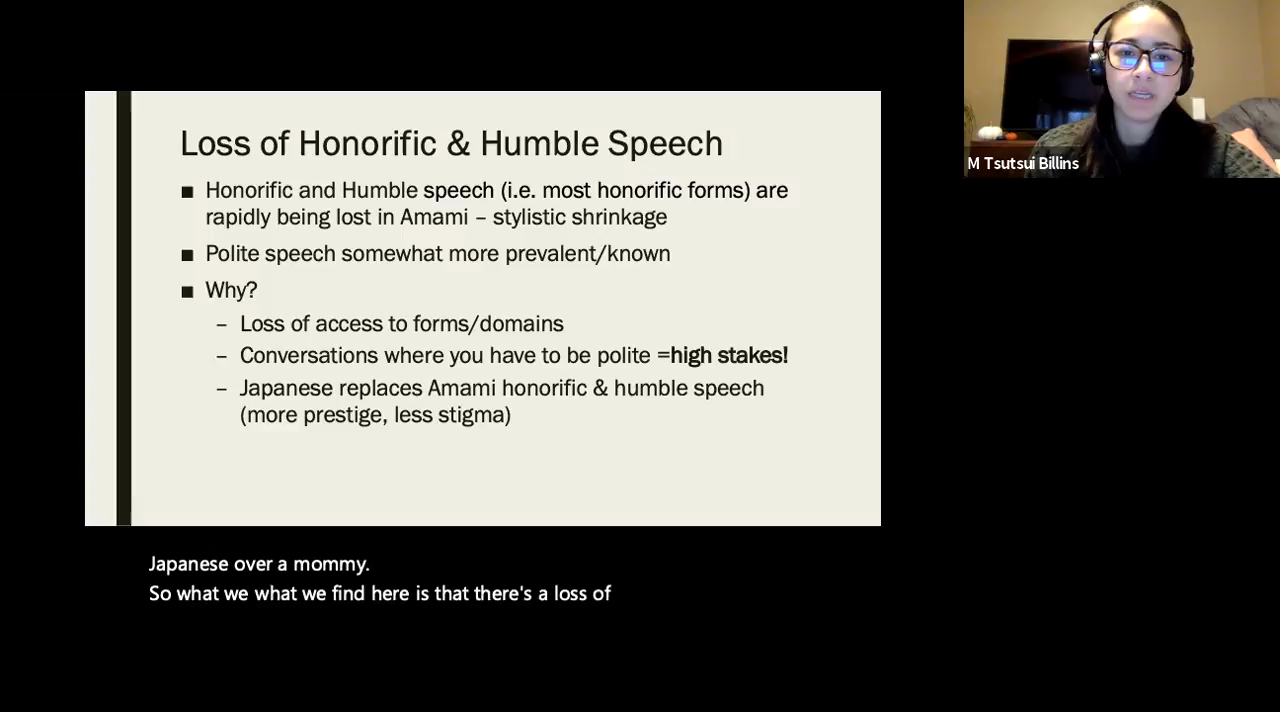 Loss of Honorific & Humble Speech
■ Honorific and Humble speech (i.e. most honorific forms) are
rapidly being lost in Amami – stylistic shrinkage
■ Polite speech somewhat more prevalent/known
■ Why?
– Loss of access to forms/domains
– Conversations where you have to be polite =high stakes!
– Japanese replaces Amami honorific & humble speech
(more prestige, less stigma)
M Tsutsui Billins
Japanese over a mommy.
So what we what we find here is that there's a loss of